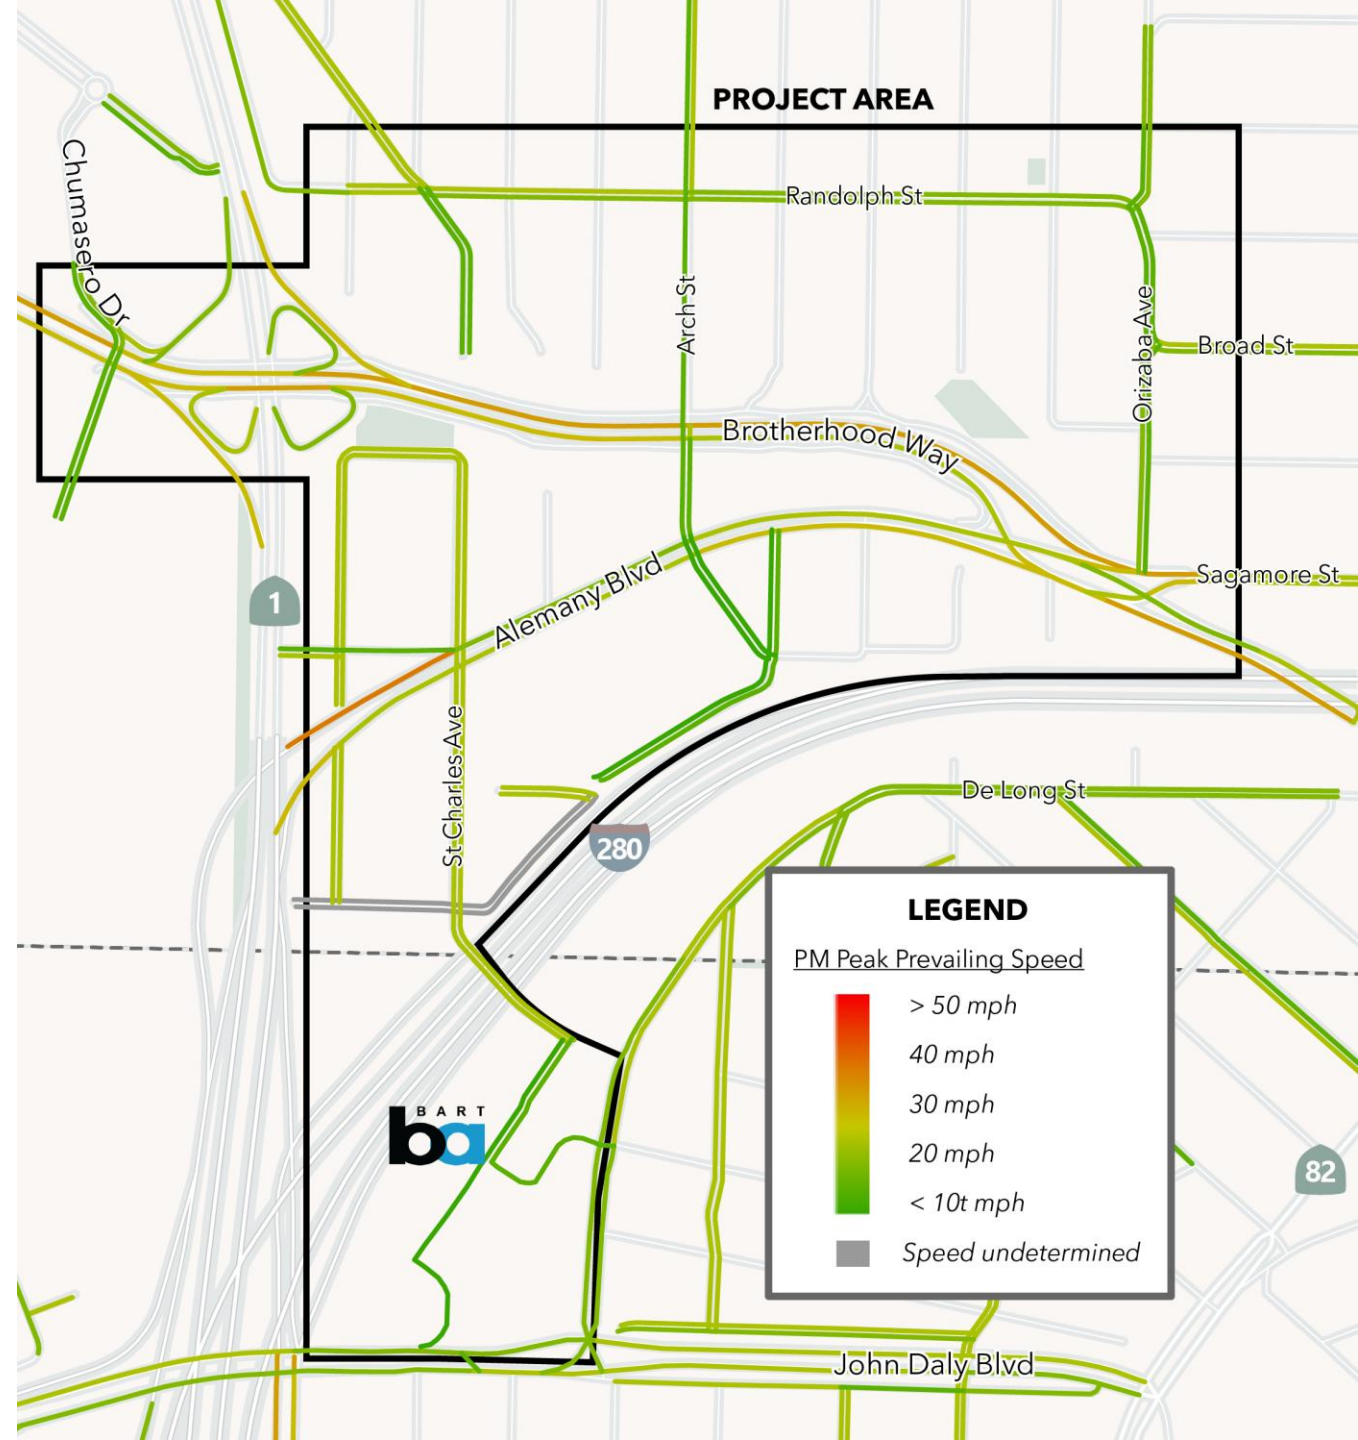 PROJECT AREA
Chumasero Dr
Randolph St
Arch St
Orizaba Ave
Broad St
Brotherhood Way
Sagamore St
Alemany Blvd
1
St Charles Ave
De Long St
280
LEGEND
PM Peak Prevailing Speed
> 50 mph
40 mph
30 mph
20 mph
< 10t mph
Speed undetermined
BART
ba
82
John Daly Blvd